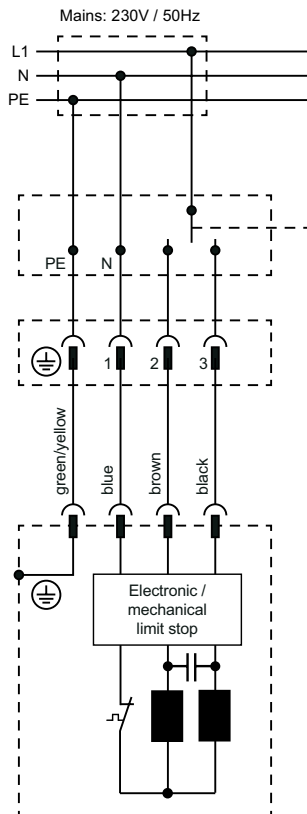 Mains: 230V / 50Hz
L1
N
PE
PE N
1 2 3
green/yellow
blue
brown
black
Electronic /
mechanical
limit stop